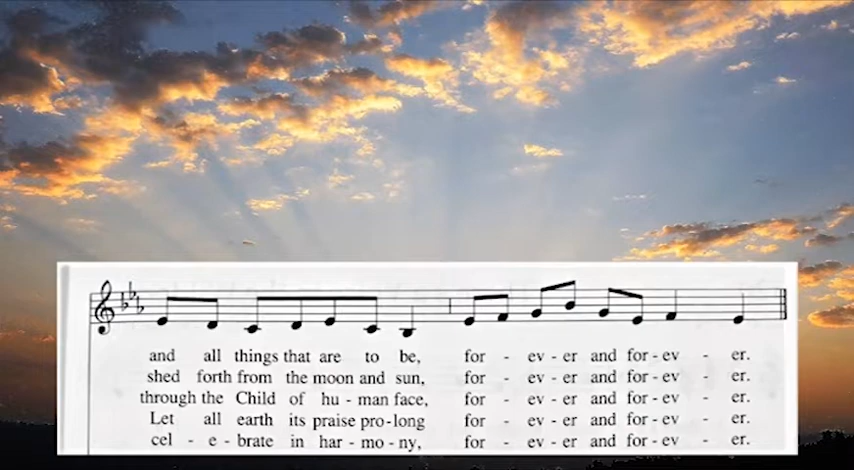 and all things that are to be, for - ev - er and for - ev - er.
shed forth from the moon and sun, for - ev - er and for - ev - er.
through the Child of hu - man face, for - ev - er and for - ev - er.
Let all earth its praise pro - long for - ev - er and for - ev - er.
cel - e - brate in har - mo - ny, for - ev - er and for - ev - er.